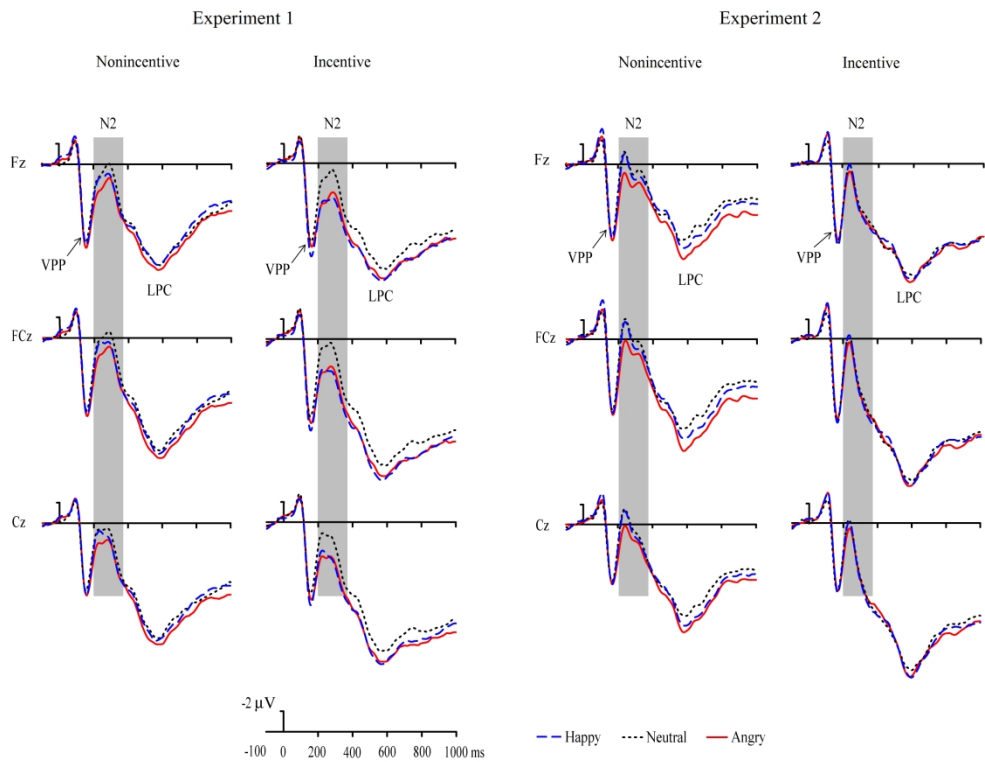 Experiment 1 Experiment 2
Nonincentive Incentive Nonincentive Incentive
N2 N2 N2 N2
Fz Fz
VPP VPP VPP VPP
LPC LPC LPC LPC
FCz FCz
Cz Cz
-2 μV
-100 0 200 400 600 800 1000 ms
Happy Neutral Angry